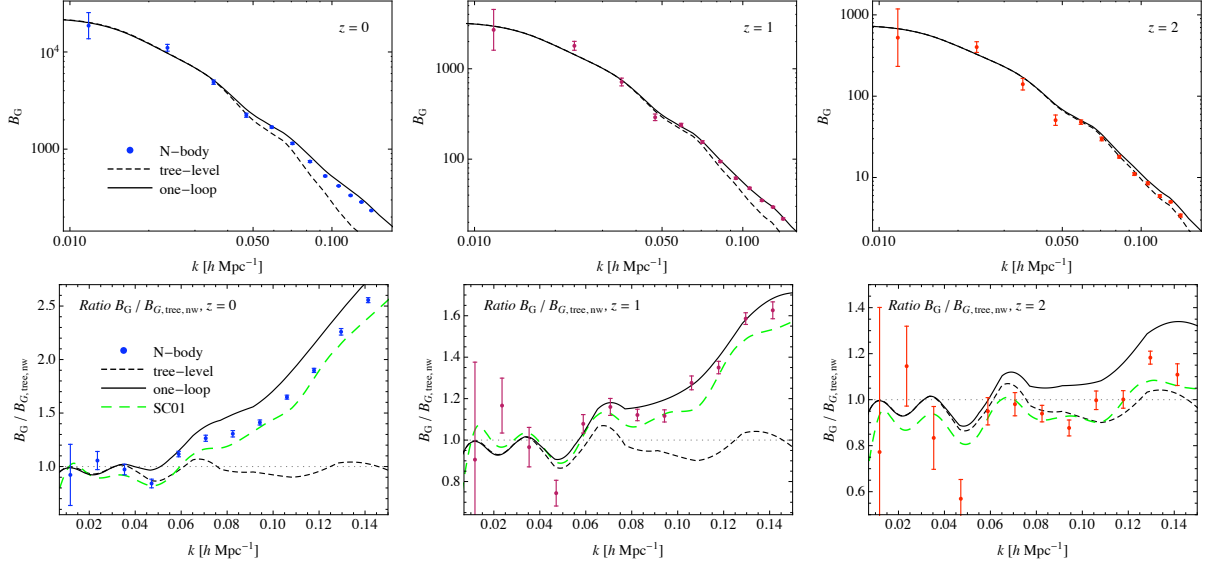 z = 0
10⁴
1000
B_G
N−body
tree−level
one−loop
0.010 0.050 0.100
k [h Mpc⁻¹]
z = 1
1000
100
B_G
0.010 0.050 0.100
k [h Mpc⁻¹]
z = 2
1000
100
10
B_G
0.010 0.050 0.100
k [h Mpc⁻¹]
Ratio B_G / B_G, tree, nw, z = 0
2.5
2.0
1.5
1.0
B_G / B_G, tree, nw
N−body
tree−level
one−loop
SC01
0.02 0.04 0.06 0.08 0.10 0.12 0.14
k [h Mpc⁻¹]
Ratio B_G / B_G, tree, nw, z = 1
1.6
1.4
1.2
1.0
0.8
B_G / B_G, tree, nw
0.02 0.04 0.06 0.08 0.10 0.12 0.14
k [h Mpc⁻¹]
Ratio B_G / B_G, tree, nw, z = 2
1.4
1.2
1.0
0.8
0.6
B_G / B_G, tree, nw
0.02 0.04 0.06 0.08 0.10 0.12 0.14
k [h Mpc⁻¹]